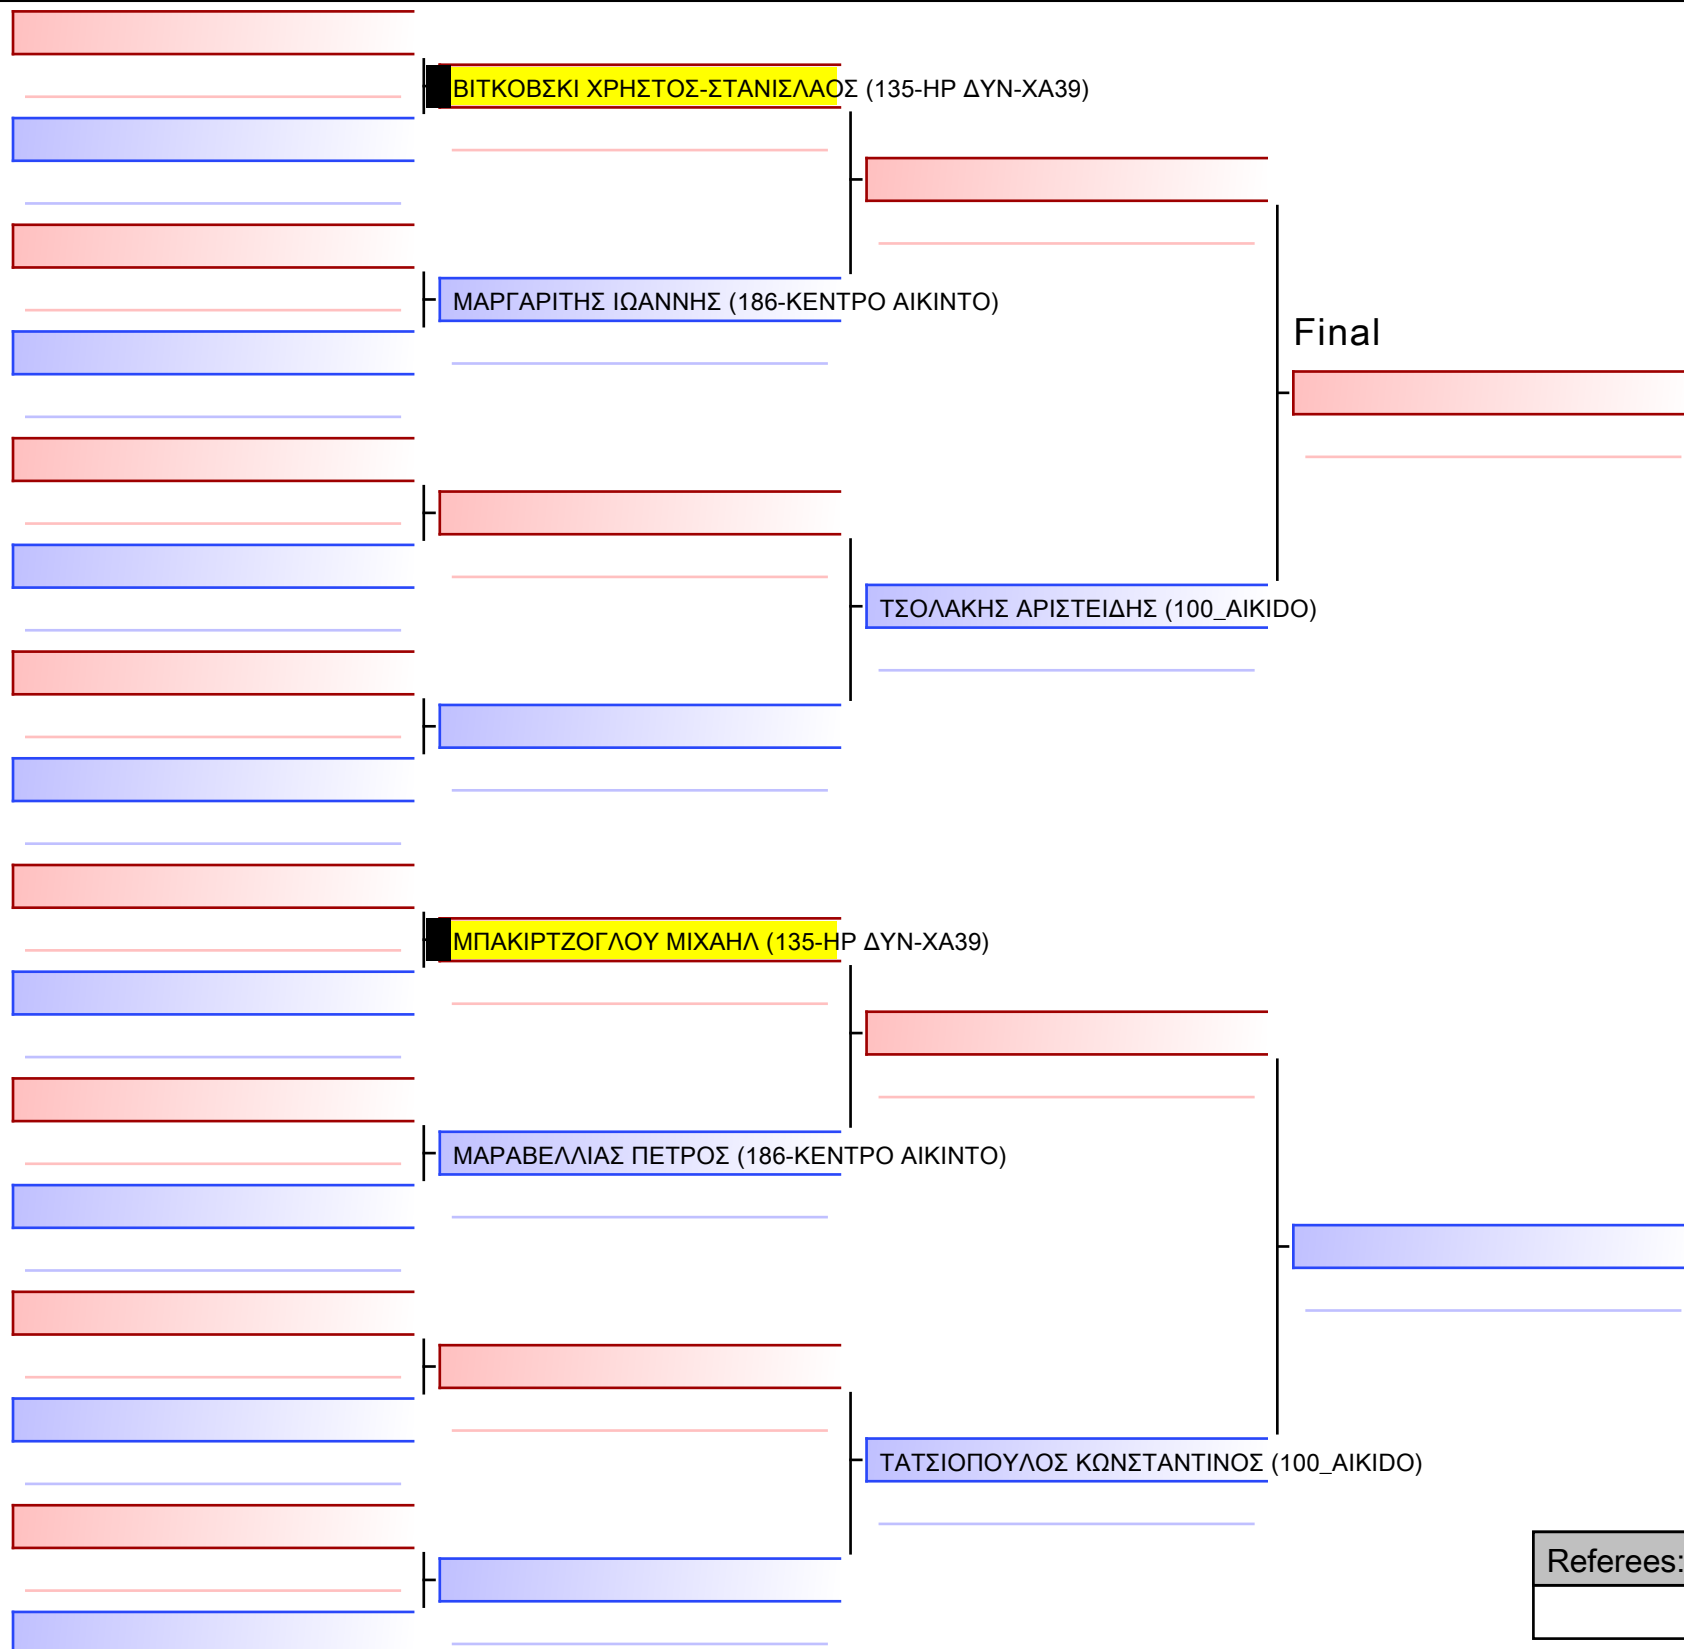 ΒΙΤΚΟΒΣΚΙ ΧΡΗΣΤΟΣ-ΣΤΑΝΙΣΛΑΟΣ (135-ΗΡ ΔΥΝ-ΧΑ39)
ΜΑΡΓΑΡΙΤΗΣ ΙΩΑΝΝΗΣ (186-ΚΕΝΤΡΟ ΑΙΚΙΝΤΟ)
Final
ΤΣΟΛΑΚΗΣ ΑΡΙΣΤΕΙΔΗΣ (100_AIKIDO)
ΜΠΑΚΙΡΤΖΟΓΛΟΥ ΜΙΧΑΗΛ (135-ΗΡ ΔΥΝ-ΧΑ39)
ΜΑΡΑΒΕΛΛΙΑΣ ΠΕΤΡΟΣ (186-ΚΕΝΤΡΟ ΑΙΚΙΝΤΟ)
ΤΑΤΣΙΟΠΟΥΛΟΣ ΚΩΝΣΤΑΝΤΙΝΟΣ (100_AIKIDO)
Referees: